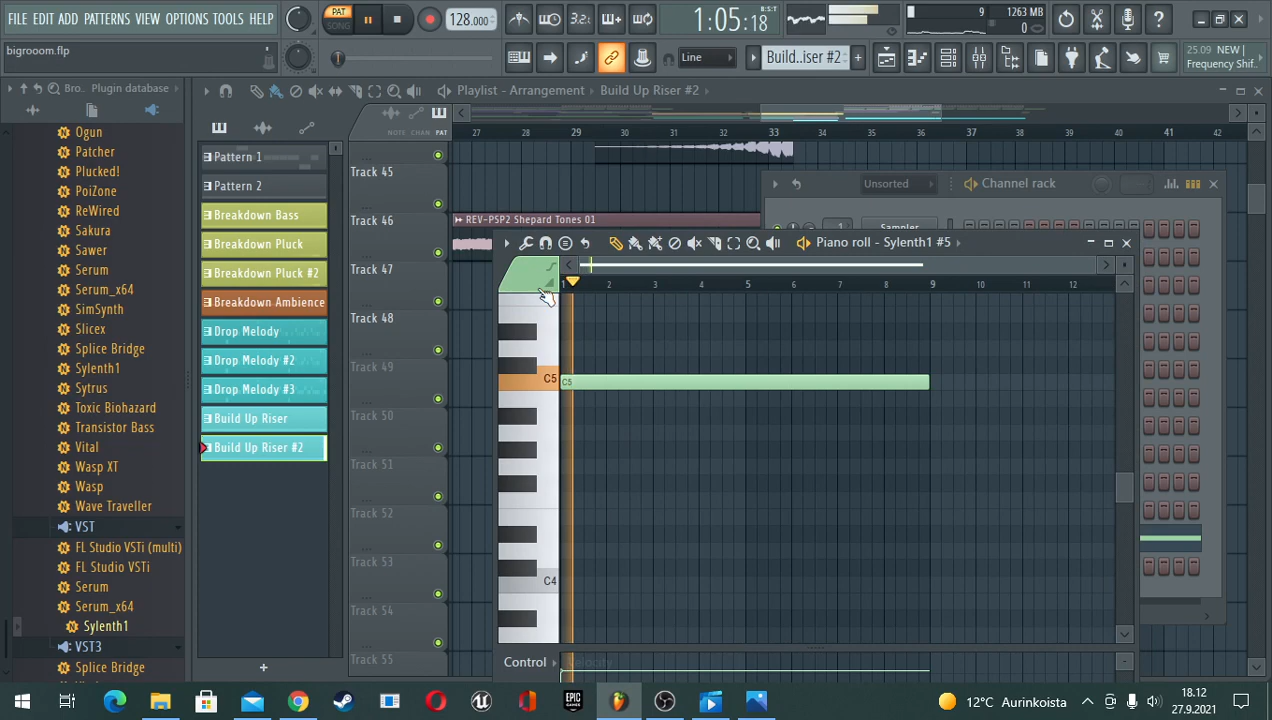 FILE EDIT ADD PATTERNS VIEW OPTIONS TOOLS HELP
PAT
SONG
128.000
3.2
1:05:18
B:S:T
9
1263 MB
0
bigrooom.flp
Line
Build..iser #2
25.09 NEW |
Frequency Shif..
Bro.. Plugin database
Playlist - Arrangement
Build Up Riser #2
NOTE CHAN PAT
27 28 29 30 31 32 33 34 35 36 37 38 39 40 41 42
Ogun
Patcher
Plucked!
PoiZone
ReWired
Sakura
Sawer
Serum
Serum_x64
SimSynth
Slicex
Splice Bridge
Sylenth1
Sytrus
Toxic Biohazard
Transistor Bass
Vital
Wasp XT
Wasp
Wave Traveller
VST
FL Studio VSTi (multi)
FL Studio VSTi
Serum
Serum_x64
Sylenth1
VST3
Splice Bridge
Pattern 1
Pattern 2
Breakdown Bass
Breakdown Pluck
Breakdown Pluck #2
Breakdown Ambience
Drop Melody
Drop Melody #2
Drop Melody #3
Build Up Riser
Build Up Riser #2
Track 45
Track 46
Track 47
Track 48
Track 49
Track 50
Track 51
Track 52
Track 53
Track 54
Track 55
REV-PSP2 Shepard Tones 01
Unsorted
Channel rack
Sampler
Piano roll - Sylenth1 #5
1 2 3 4 5 6 7 8 9 10 11 12
C5
C5
C4
Control
Velocity
12°C Aurinkoista
18.12
27.9.2021